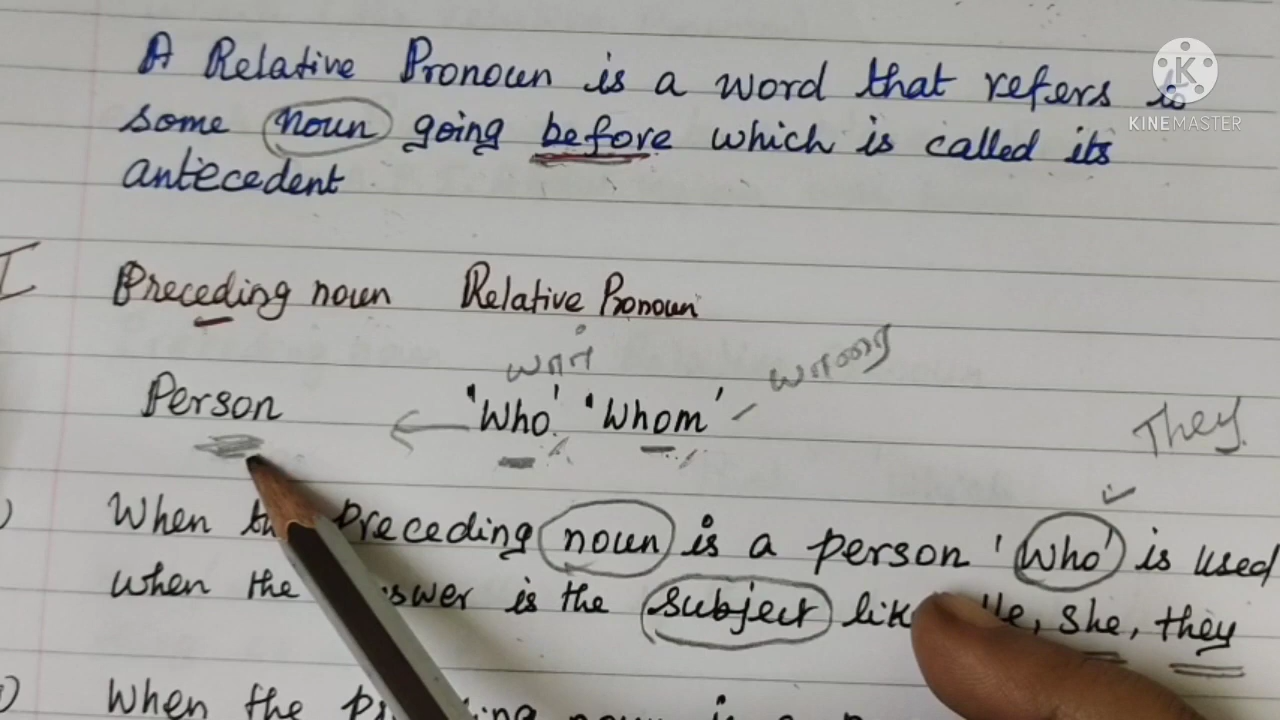 A Relative Pronoun is a word that refers to
KINEMASTER
some noun going before which is called its
antecedent
I Preceding noun Relative Pronoun
Person 'Who' 'Whom'
They
When the preceding noun is a person 'who' is used
when the answer is the subject like He, she, they
When the
noun is a